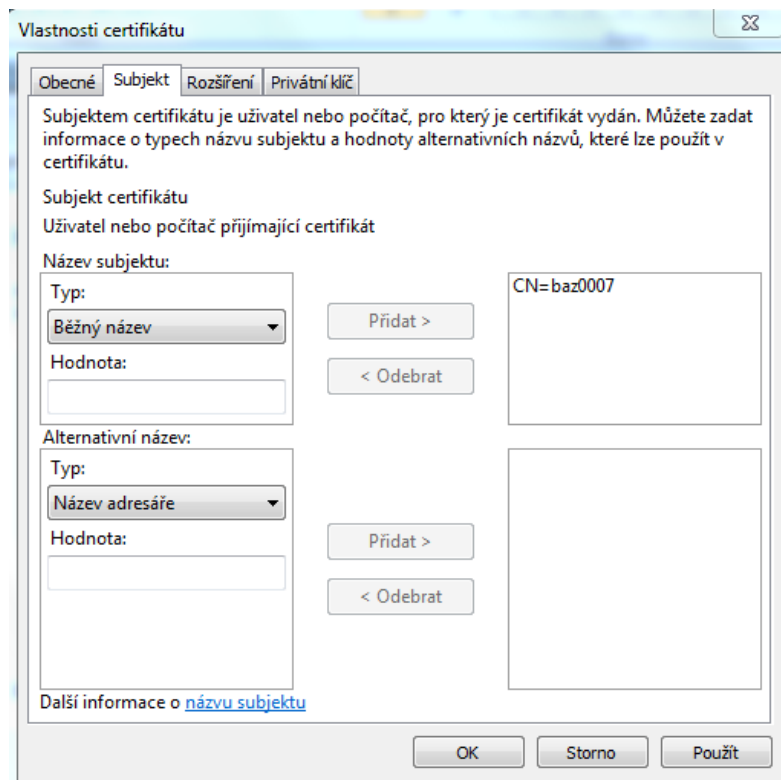 Vlastnosti certifikátu
Obecné Subjekt Rozšíření Privátní klíč
Subjektem certifikátu je uživatel nebo počítač, pro který je certifikát vydán. Můžete zadat
informace o typech názvu subjektu a hodnoty alternativních názvů, které lze použít v
certifikátu.
Subjekt certifikátu
Uživatel nebo počítač přijímající certifikát
Název subjektu:
Typ:
Běžný název
Hodnota:
Přidat >
< Odebrat
CN=baz0007
Alternativní název:
Typ:
Název adresáře
Hodnota:
Přidat >
< Odebrat
Další informace o názvu subjektu
OK Storno Použít